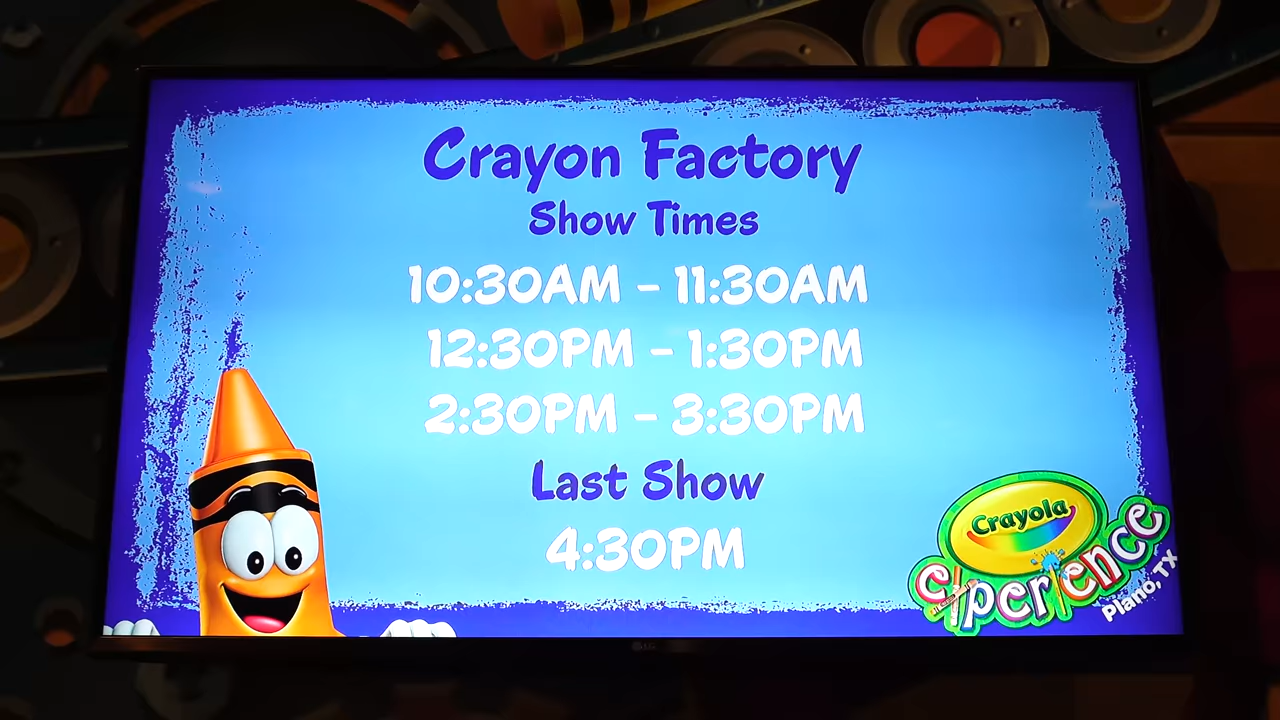 Crayon Factory
Show Times
10:30AM - 11:30AM
12:30PM - 1:30PM
2:30PM - 3:30PM
Last Show
4:30PM
Crayola
experience
Plano, TX